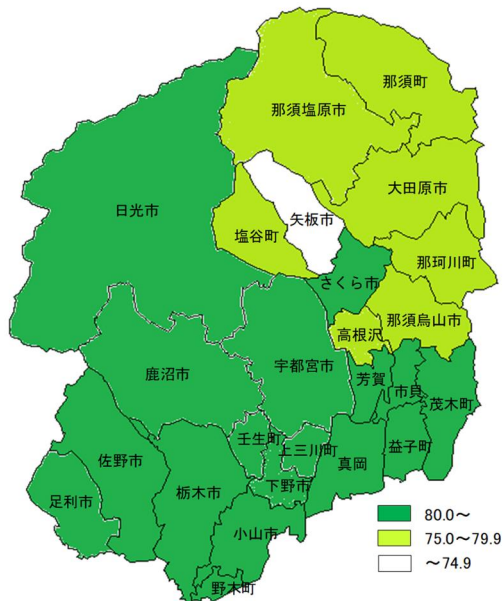 那須町
那須塩原市
大田原市
日光市
矢板市
塩谷町
那珂川町
さくら市
那須烏山市
高根沢
宇都宮市
鹿沼市
芳賀
市貝
茂木町
壬生町
上三川町
益子町
佐野市
真岡
栃木市
下野市
足利市
小山市
野木町
80.0~
75.0~79.9
~74.9